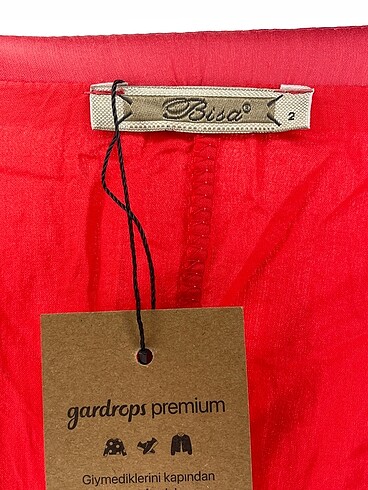 Bisa®
2
gardrops premium
Giymediklerini kapından